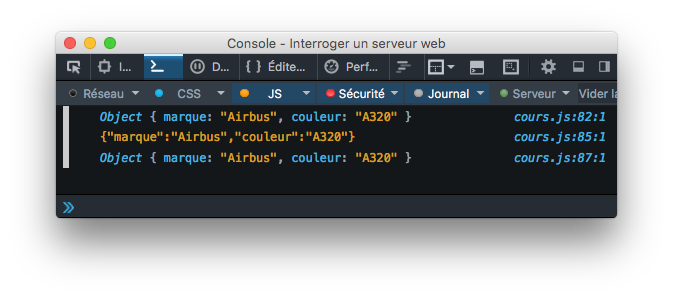 Console - Interroger un serveur web
I... D... { } Édite... Perf...
Réseau CSS JS Sécurité Journal Serveur Vider la
Object { marque: "Airbus", couleur: "A320" } cours.js:82:1
{"marque":"Airbus","couleur":"A320"} cours.js:85:1
Object { marque: "Airbus", couleur: "A320" } cours.js:87:1